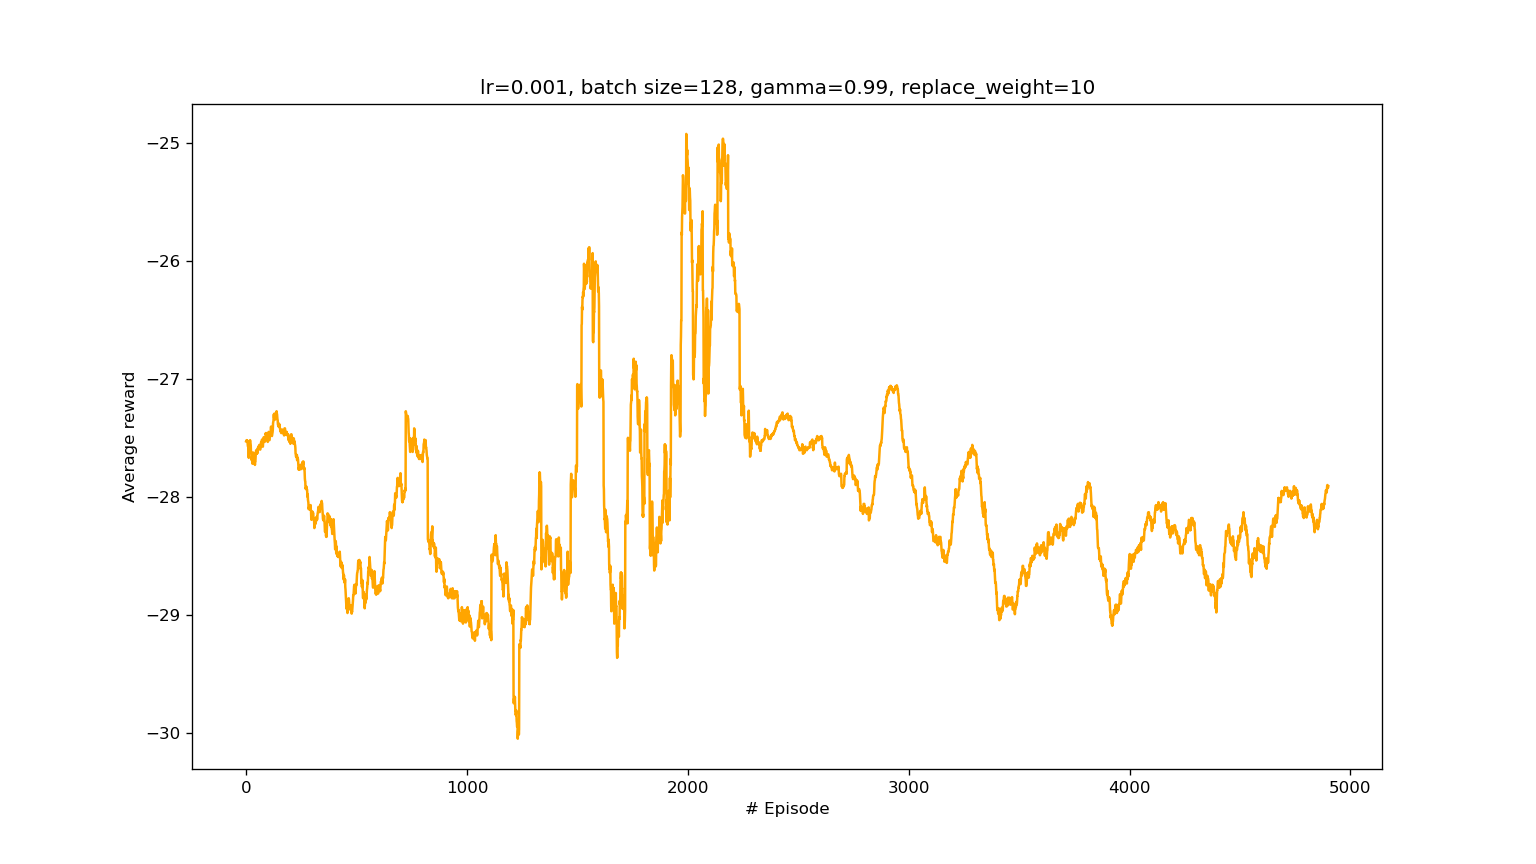 lr=0.001, batch size=128, gamma=0.99, replace_weight=10
−25
−26
−27
−28
−29
−30
Average reward
0 1000 2000 3000 4000 5000
# Episode